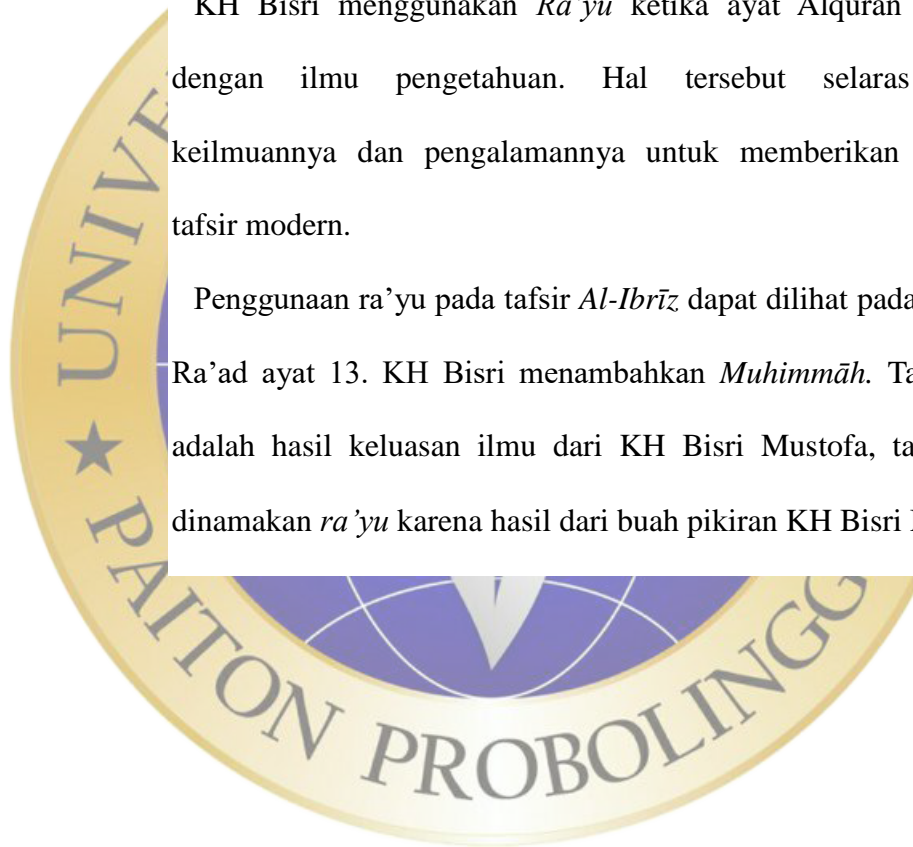 KH Bisri menggunakan Ra'yu ketika ayat Alquran
dengan ilmu pengetahuan. Hal tersebut selaras
keilmuannya dan pengalamannya untuk memberikan
tafsir modern.
Penggunaan ra’yu pada tafsir Al-Ibrīz dapat dilihat pada
Ra’ad ayat 13. KH Bisri menambahkan Muhimmāh.
adalah hasil keluasan ilmu dari KH Bisri Mustofa,
dinamakan ra’yu karena hasil dari buah pikiran KH Bisri
★ PAITON PROBOLINGG